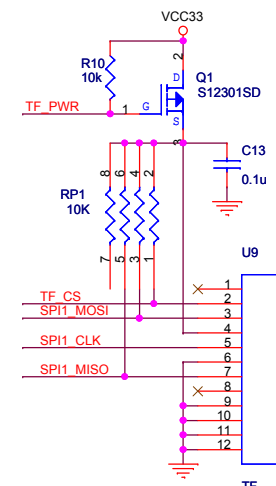 VCC33
R10
10k
2
D
Q1
S12301SD
TF_PWR
1
G
S
3
8
6
4
2
C13
0.1u
RP1
10K
7
5
3
1
U9
TF_CS
SPI1_MOSI
SPI1_CLK
SPI1_MISO
1
2
3
4
5
6
7
8
9
10
11
12